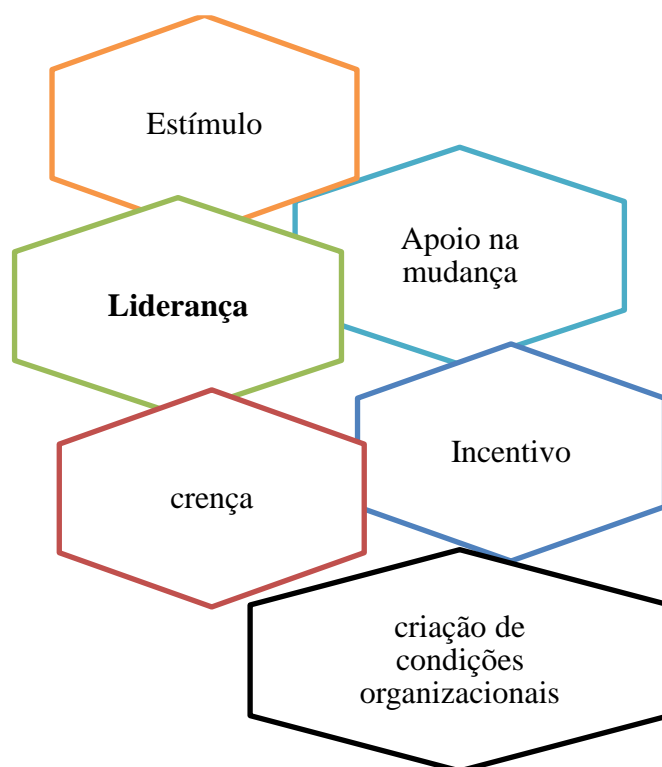 Estímulo
Apoio na
mudança
Liderança
Incentivo
crença
criação de
condições
organizacionais